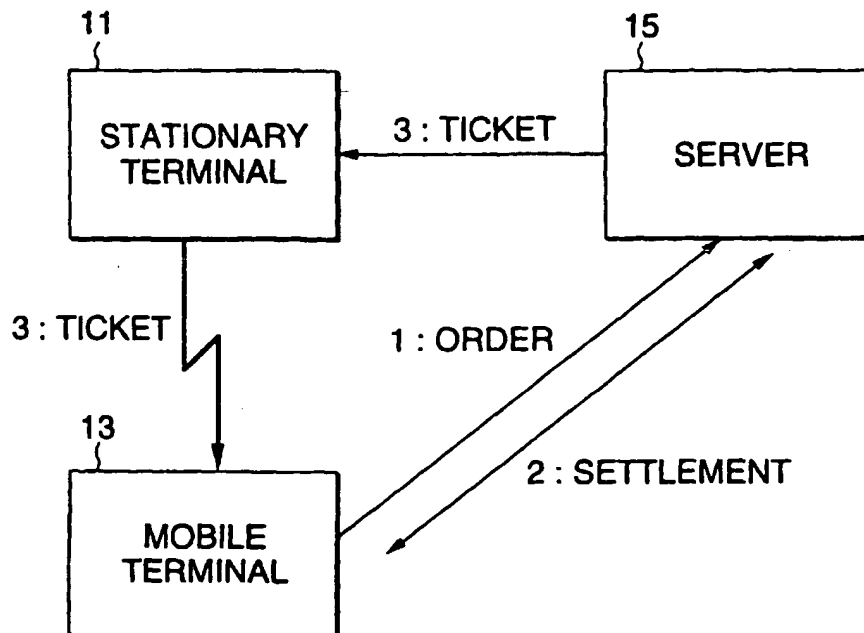 11
15
STATIONARY
TERMINAL
3 : TICKET
SERVER
3 : TICKET
1 : ORDER
13
2 : SETTLEMENT
MOBILE
TERMINAL